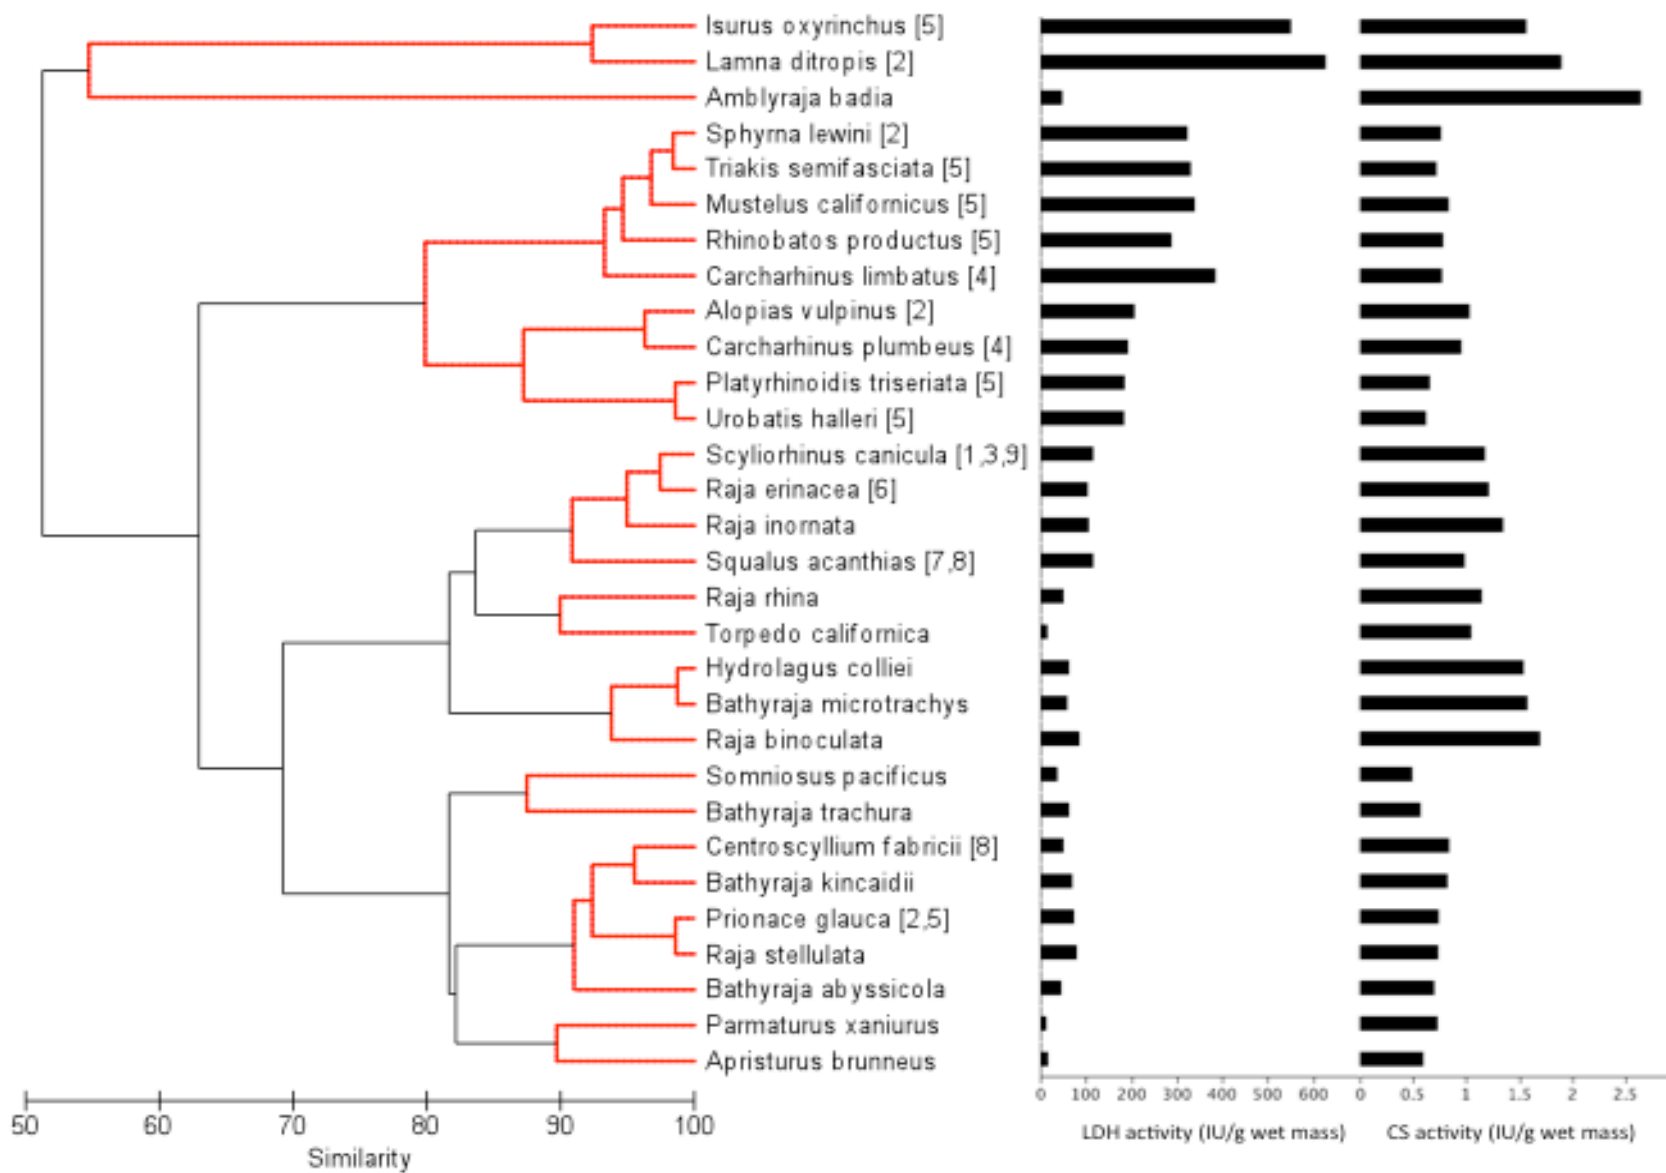 Isurus oxyrinchus [5]
Lamna ditropis [2]
Amblyraja badia
Sphyrna lewini [2]
Triakis semifasciata [5]
Mustelus californicus [5]
Rhinobatos productus [5]
Carcharhinus limbatus [4]
Alopias vulpinus [2]
Carcharhinus plumbeus [4]
Platyrhinoidis triseriata [5]
Urobatis halleri [5]
Scyliorhinus canicula [1,3,9]
Raja erinacea [6]
Raja inornata
Squalus acanthias [7,8]
Raja rhina
Torpedo californica
Hydrolagus colliei
Bathyraja microtrachys
Raja binoculata
Somniosus pacificus
Bathyraja trachura
Centroscyllium fabricii [8]
Bathyraja kincaidii
Prionace glauca [2,5]
Raja stellulata
Bathyraja abyssicola
Parmaturus xaniurus
Apristurus brunneus
50 60 70 80 90 100
Similarity
0 100 200 300 400 500 600
LDH activity (IU/g wet mass)
0 0.5 1 1.5 2 2.5
CS activity (IU/g wet mass)